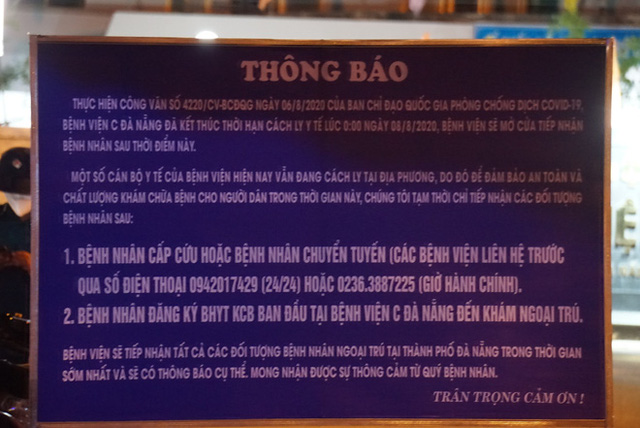 THÔNG BÁO
THỰC HIỆN CÔNG VĂN SỐ 4220/CV-BCĐQG NGÀY 06/8/2020 CỦA BAN CHỈ ĐẠO QUỐC GIA PHÒNG CHỐNG DỊCH COVID-19,
BỆNH VIỆN C ĐÀ NẴNG ĐÃ KẾT THÚC THỜI HẠN CÁCH LY Y TẾ LÚC 0:00 NGÀY 08/8/2020, BỆNH VIỆN SẼ MỞ CỬA TIẾP NHẬN
BỆNH NHÂN SAU THỜI ĐIỂM NÀY.
MỘT SỐ CÁN BỘ Y TẾ CỦA BỆNH VIỆN HIỆN NAY VẪN ĐANG CÁCH LY TẠI ĐỊA PHƯƠNG, DO ĐÓ ĐỂ ĐẢM BẢO AN TOÀN VÀ
CHẤT LƯỢNG KHÁM CHỮA BỆNH CHO NGƯỜI DÂN TRONG THỜI GIAN NÀY, CHÚNG TÔI TẠM THỜI CHỈ TIẾP NHẬN CÁC ĐỐI TƯỢNG
BỆNH NHÂN SAU:
1. BỆNH NHÂN CẤP CỨU HOẶC BỆNH NHÂN CHUYỂN TUYẾN (CÁC BỆNH VIỆN LIÊN HỆ TRƯỚC
QUA SỐ ĐIỆN THOẠI 0942017429 (24/24) HOẶC 0236.3887225 (GIỜ HÀNH CHÍNH).
2. BỆNH NHÂN ĐĂNG KÝ BHYT KCB BAN ĐẦU TẠI BỆNH VIỆN C ĐÀ NẴNG ĐẾN KHÁM NGOẠI TRÚ.
BỆNH VIỆN SẼ TIẾP NHẬN TẤT CẢ CÁC ĐỐI TƯỢNG BỆNH NHÂN NGOẠI TRÚ TẠI THÀNH PHỐ ĐÀ NẴNG TRONG THỜI GIAN
SỚM NHẤT VÀ SẼ CÓ THÔNG BÁO CỤ THỂ. MONG NHẬN ĐƯỢC SỰ THÔNG CẢM TỪ QUÝ BỆNH NHÂN.
TRÂN TRỌNG CẢM ƠN !